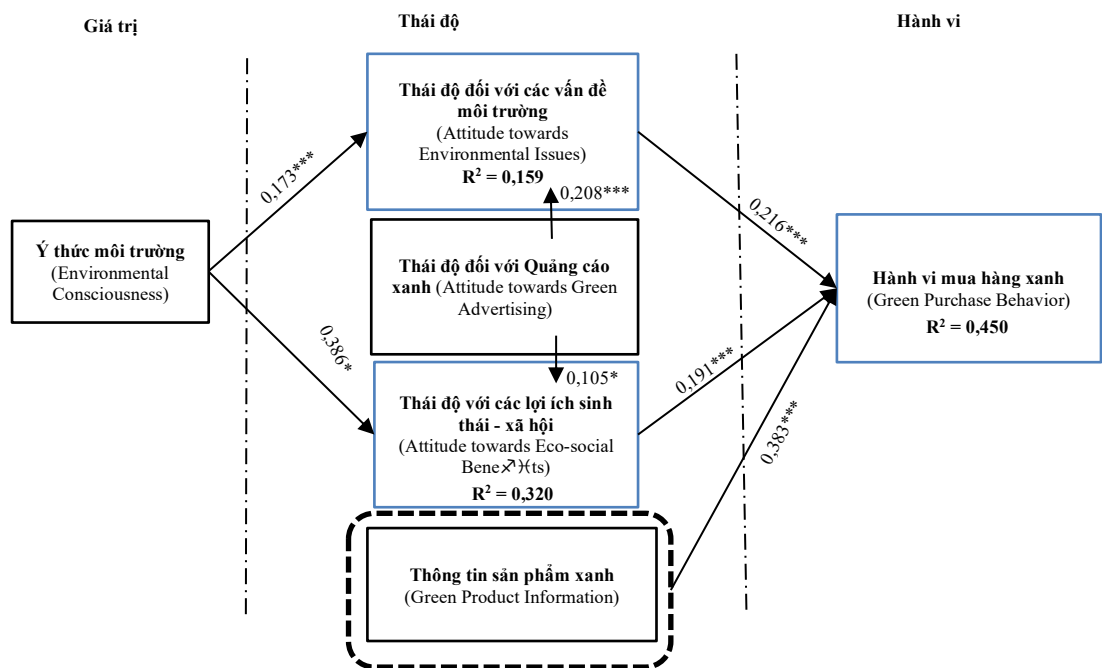 Giá trị
Thái độ
Hành vi
Thái độ đối với các vấn đề
môi trường
(Attitude towards
Environmental Issues)
R² = 0,159
0,173***
0,208***
0,216***
Ý thức môi trường
(Environmental
Consciousness)
Thái độ đối với Quảng cáo
xanh (Attitude towards Green
Advertising)
Hành vi mua hàng xanh
(Green Purchase Behavior)
R² = 0,450
0,386*
0,105*
0,191***
0,383***
Thái độ với các lợi ích sinh
thái - xã hội
(Attitude towards Eco-social
Bene♐♓ts)
R² = 0,320
Thông tin sản phẩm xanh
(Green Product Information)